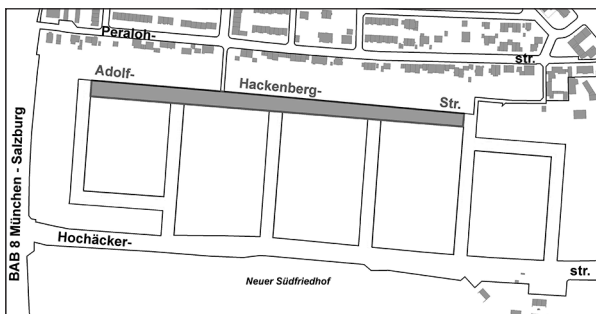 Peraloh-
str.
Adolf-
Hackenberg-
Str.
BAB 8 München - Salzburg
Hochäcker-
str.
Neuer Südfriedhof